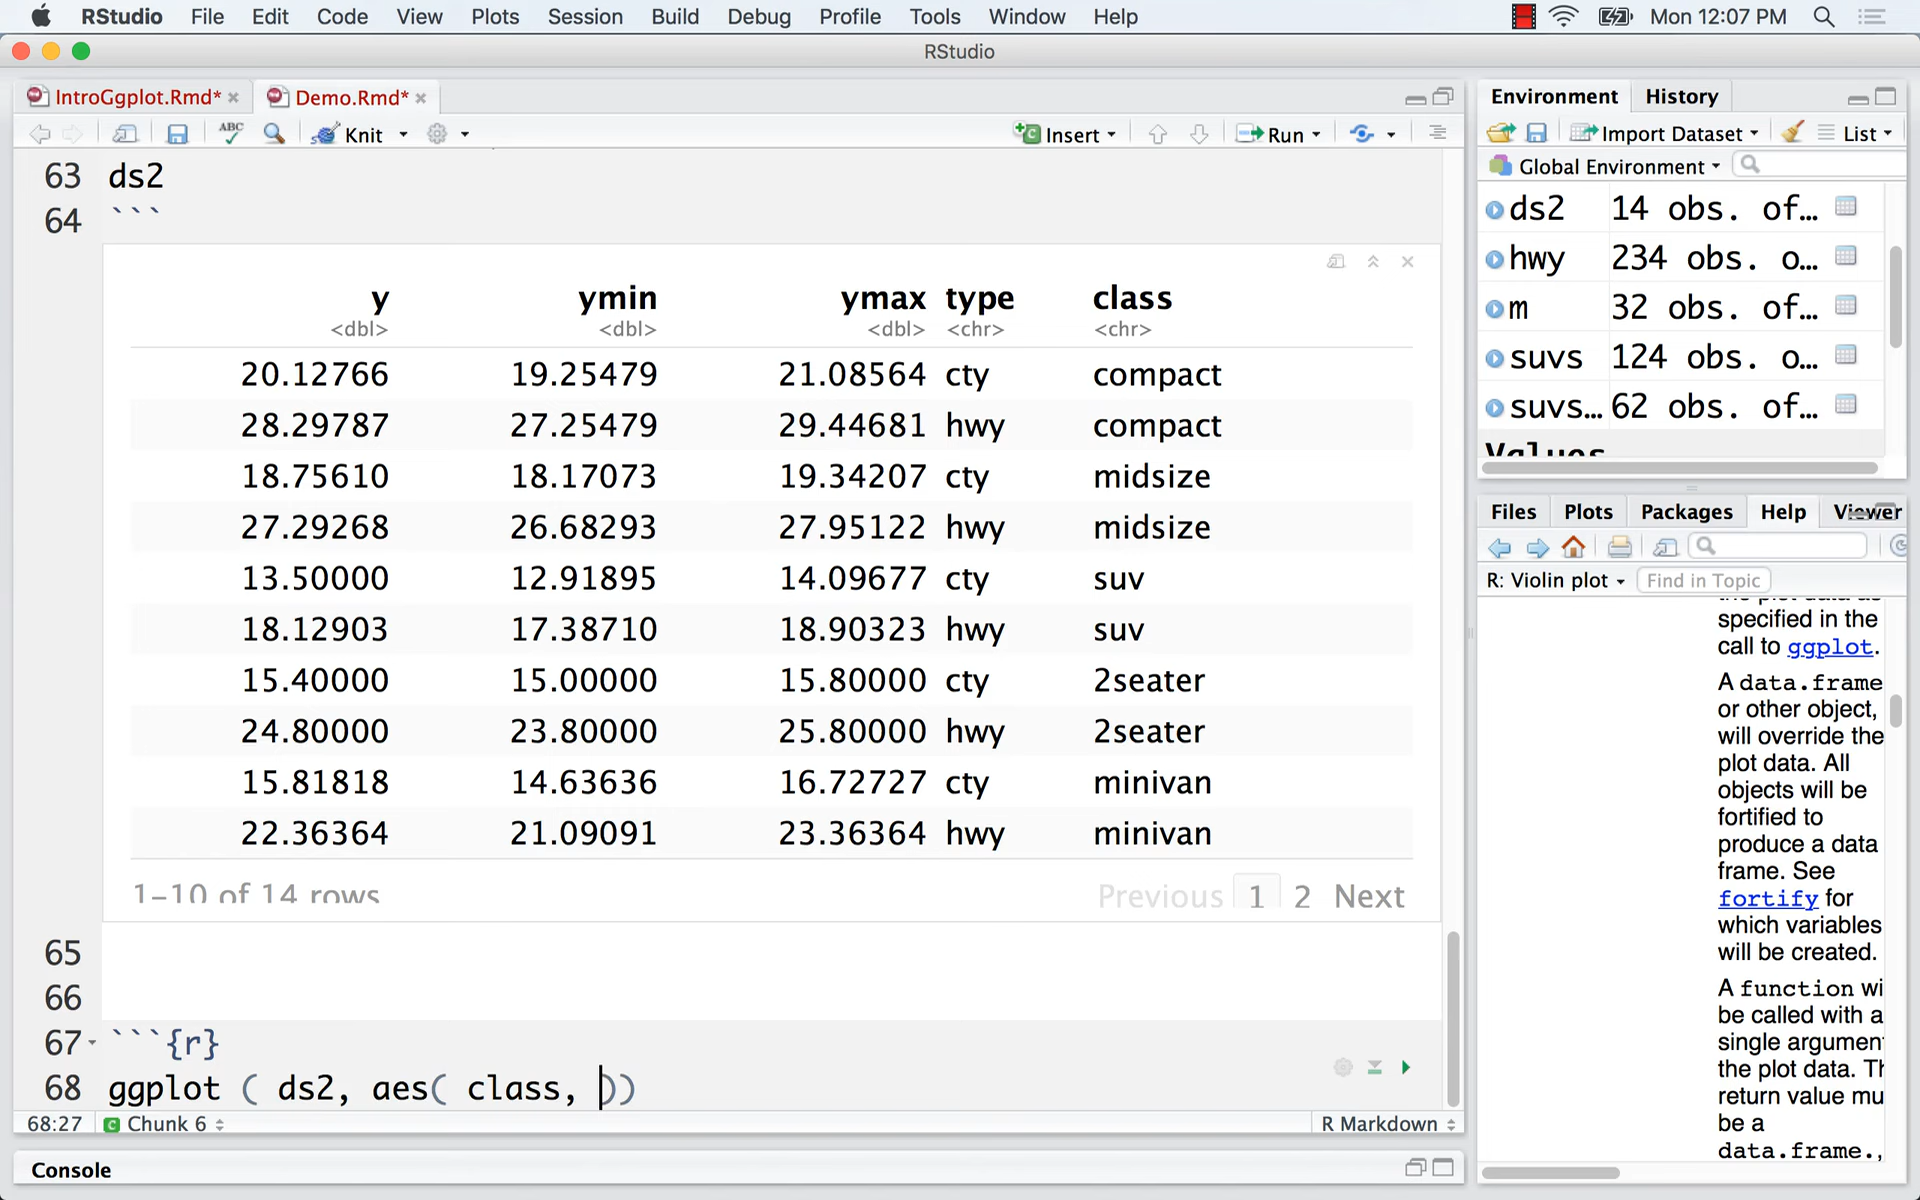 RStudio File Edit Code View Plots Session Build Debug Profile Tools Window Help Mon 12:07 PM
RStudio
IntroGgplot.Rmd* Demo.Rmd*
ABC Knit Insert Run
63 ds2
64 ```
y ymin ymax type class
<dbl> <dbl> <dbl> <chr> <chr>
20.12766 19.25479 21.08564 cty compact
28.29787 27.25479 29.44681 hwy compact
18.75610 18.17073 19.34207 cty midsize
27.29268 26.68293 27.95122 hwy midsize
13.50000 12.91895 14.09677 cty suv
18.12903 17.38710 18.90323 hwy suv
15.40000 15.00000 15.80000 cty 2seater
24.80000 23.80000 25.80000 hwy 2seater
15.81818 14.63636 16.72727 cty minivan
22.36364 21.09091 23.36364 hwy minivan
1-10 of 14 rows Previous 1 2 Next
65
66
67 ```{r}
68 ggplot ( ds2, aes( class, ))
68:27 Chunk 6 R Markdown
Console
Environment History
Import Dataset List
Global Environment
ds2 14 obs. of…
hwy 234 obs. o…
m 32 obs. of…
suvs 124 obs. o…
suvs… 62 obs. of…
Values
Files Plots Packages Help Viewer
R: Violin plot Find in Topic
specified in the
call to ggplot.
A data.frame
or other object,
will override the
plot data. All
objects will be
fortified to
produce a data
frame. See
fortify for
which variables
will be created.
A function wi
be called with a
single argumen
the plot data. Th
return value mu
be a
data.frame.,